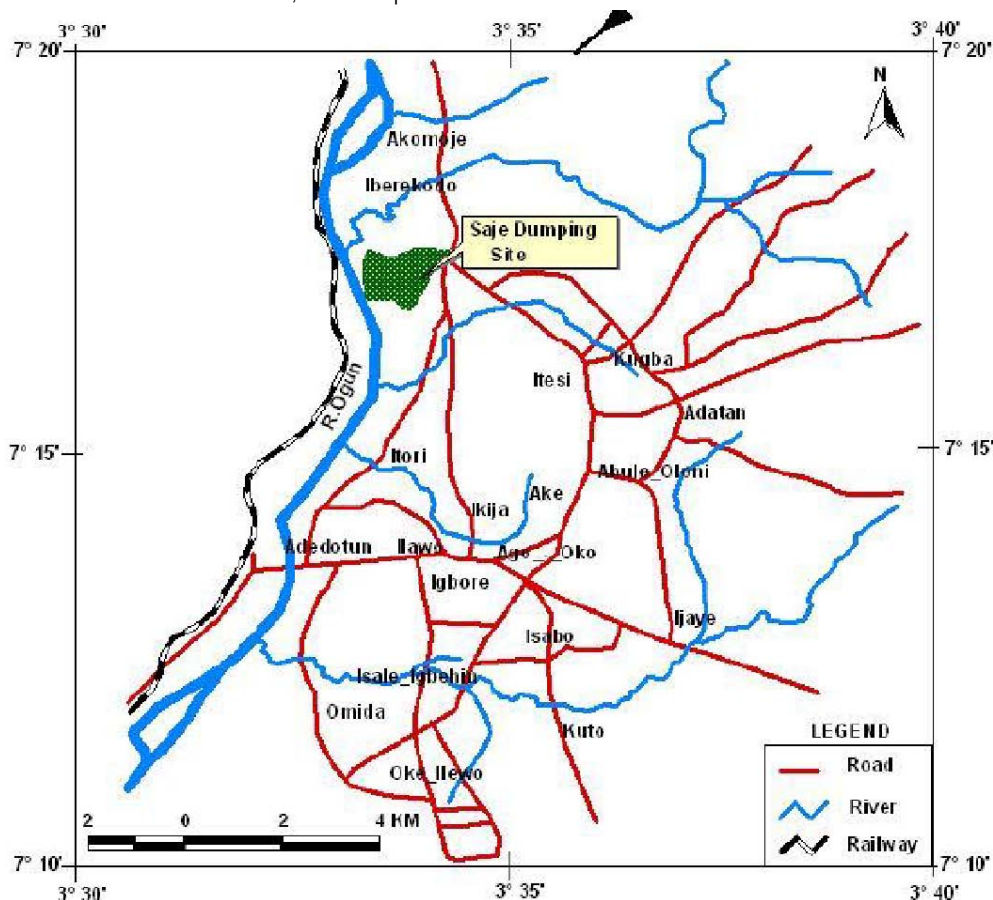 3° 30'
3° 35'
3° 40'
7° 20'
7° 20'
N
Akomoje
Iberekodo
Saje Dumping
Site
Kugba
Itesi
R.Ogun
Adatan
7° 15'
7° 15'
Itori
Abule_Oloni
Ake
Ikija
Adedotun
Ilawo
Ago__Oko
Igbore
Ijaye
Isabo
Isale_Igbehin
Omida
Kuto
LEGEND
Oke_Ilewo
Road
River
Railway
2 0 2 4 KM
7° 10'
7° 10'
3° 30'
3° 35'
3° 40'